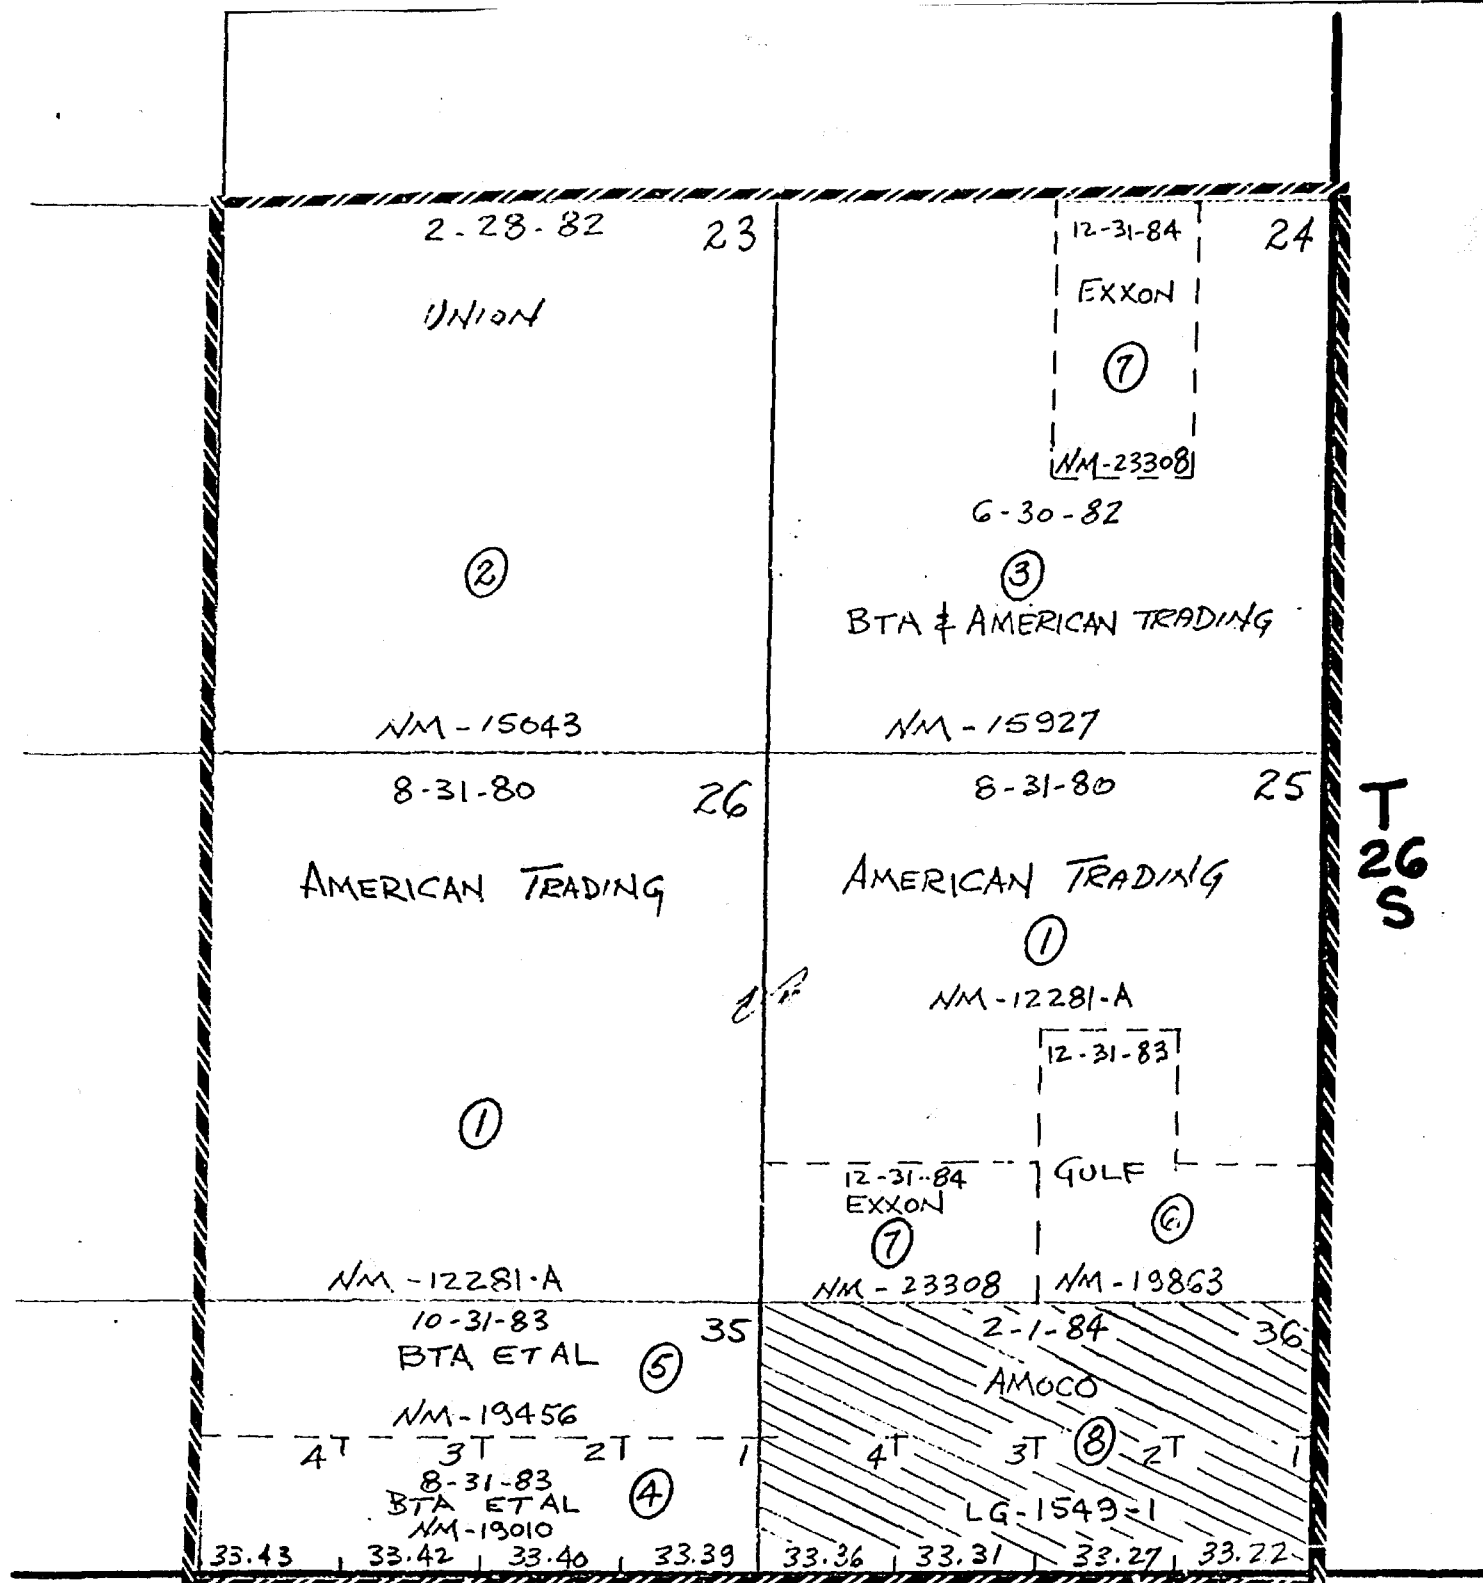 2-28-82 23
UNION
2
NM-15043
12-31-84 24
EXXON
7
NM-23308
6-30-82
3
BTA & AMERICAN TRADING
NM-15927
8-31-80 26
AMERICAN TRADING
1
NM-12281-A
8-31-80 25
AMERICAN TRADING
1
NM-12281-A
12-31-83
GULF
6
NM-19863
12-31-84
EXXON
7
NM-23308
T
26
S
10-31-83 35
BTA ET AL 5
NM-19456
4 3 2 1
8-31-83
BTA ET AL 4
NM-19010
33.43 33.42 33.40 33.39
2-1-84 36
AMOCO
4 3 8 2 1
LG-1549-1
33.36 33.31 33.27 33.22